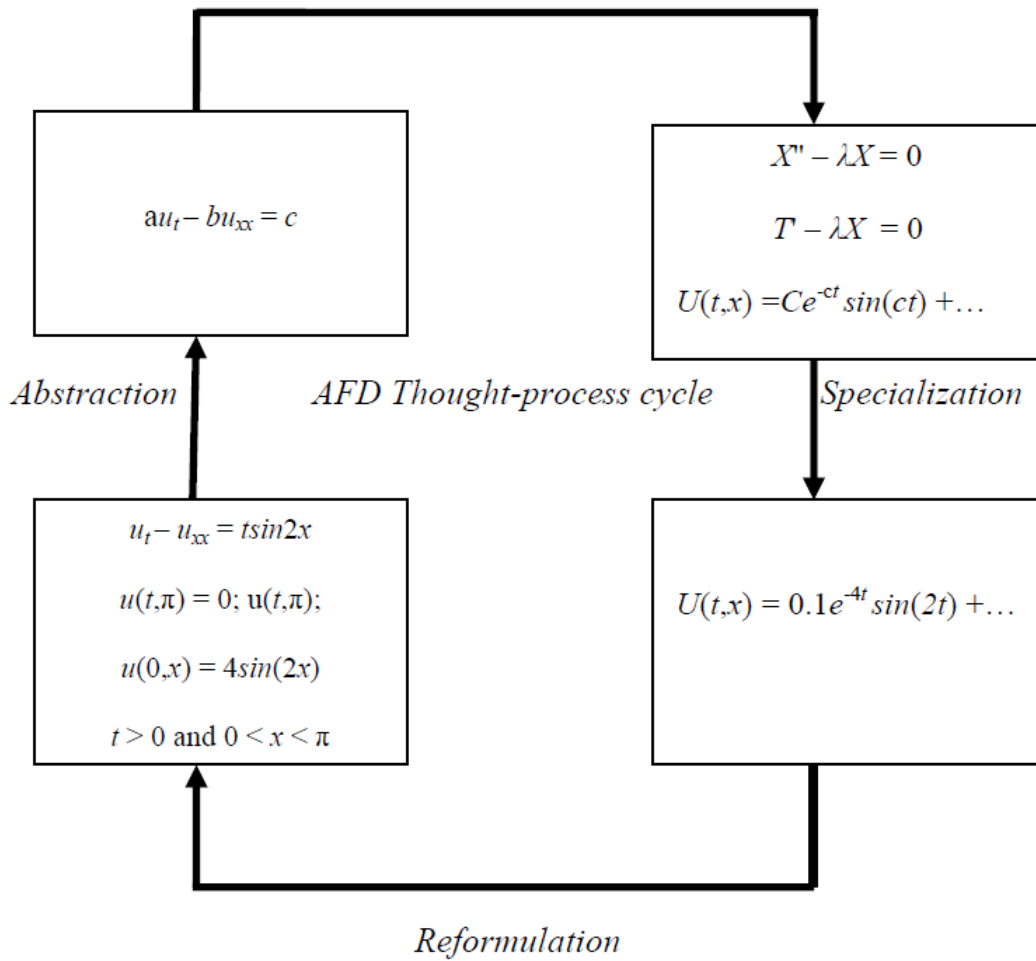 au_t – bu_xx = c
X" – λX = 0
T' – λX = 0
U(t,x) =Ce^-ct sin(ct) +…
Abstraction
AFD Thought-process cycle
Specialization
u_t – u_xx = tsin2x
u(t,π) = 0; u(t,π);
u(0,x) = 4sin(2x)
t > 0 and 0 < x < π
U(t,x) = 0.1e^-4t sin(2t) +…
Reformulation